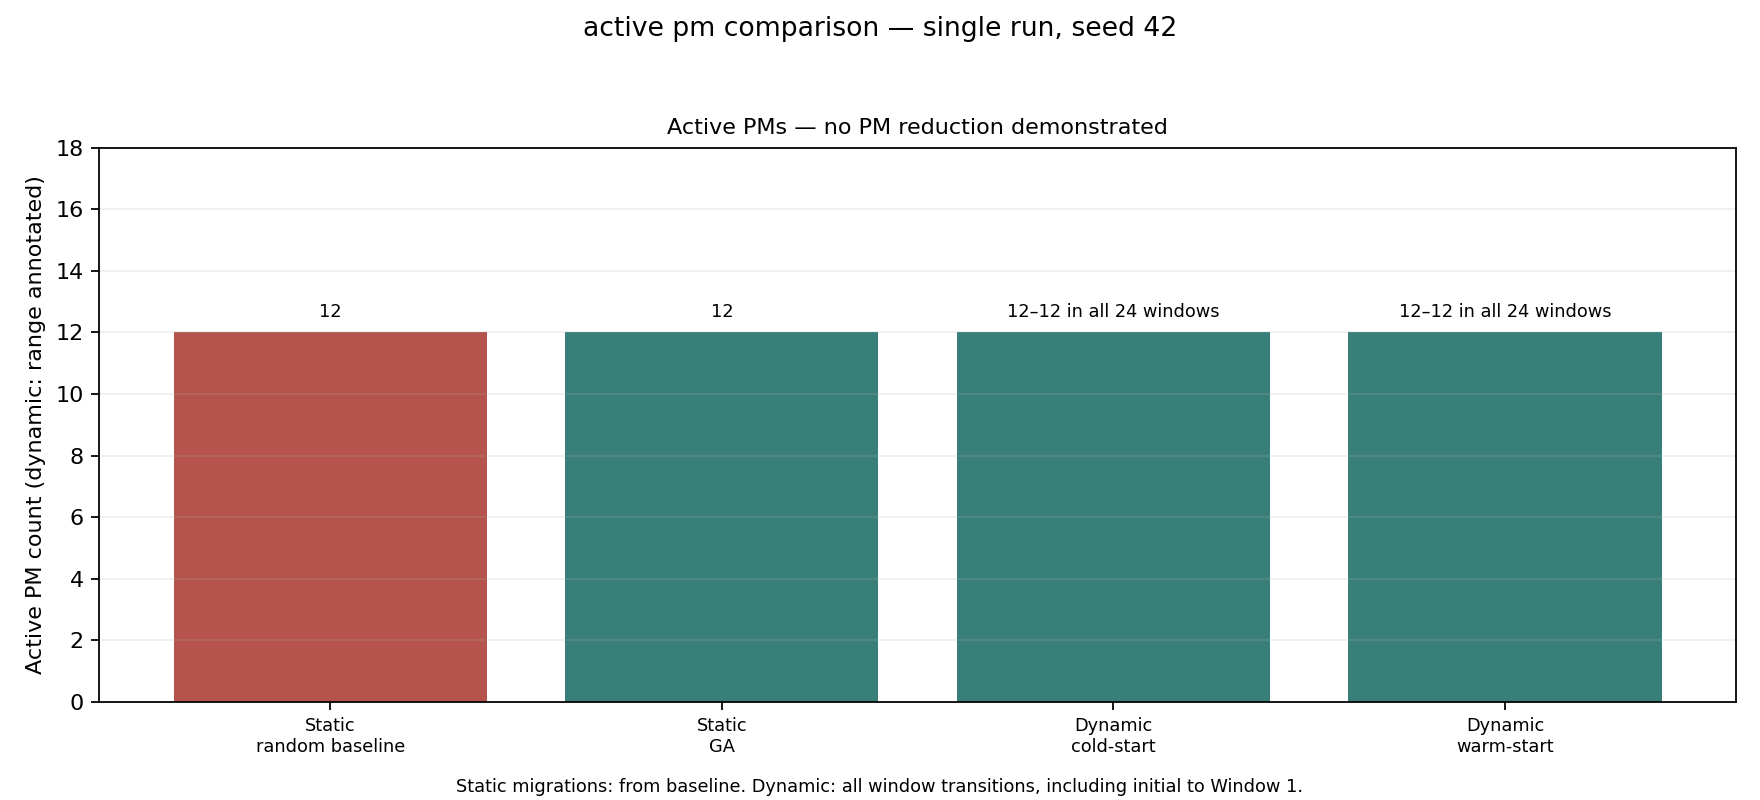 active pm comparison — single run, seed 42
Active PMs — no PM reduction demonstrated
Active PM count (dynamic: range annotated)
18
16
14
12
10
8
6
4
2
0
12
12
12–12 in all 24 windows
12–12 in all 24 windows
Static
random baseline
Static
GA
Dynamic
cold-start
Dynamic
warm-start
Static migrations: from baseline. Dynamic: all window transitions, including initial to Window 1.